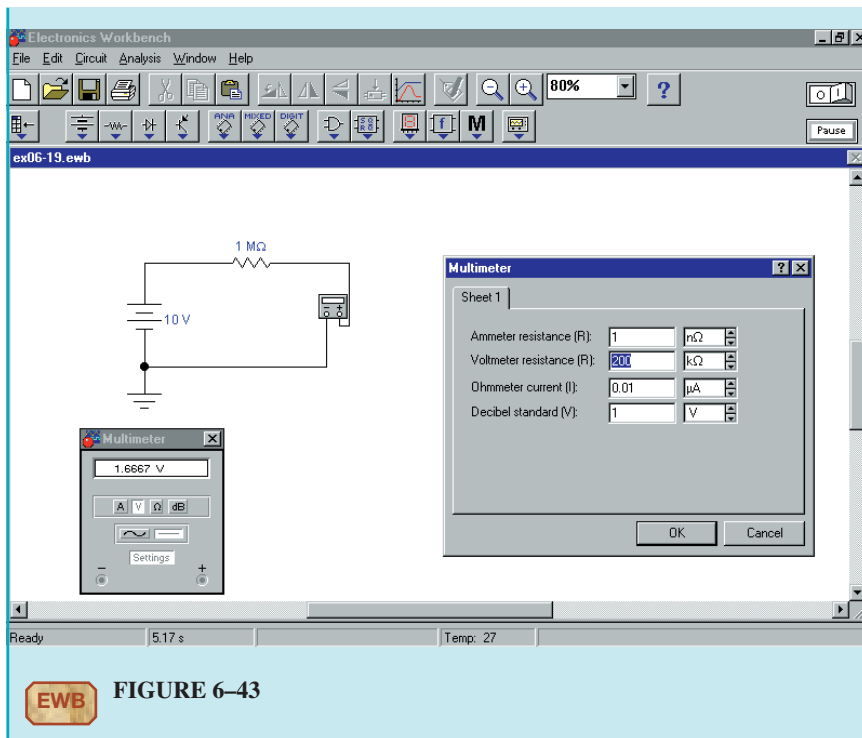 Electronics Workbench
File Edit Circuit Analysis Window Help
80% ?
ANA MIXED DIGIT
M
Pause
ex06-19.ewb
1 MΩ
10 V
Multimeter
Sheet 1
Ammeter resistance (R): 1 nΩ
Voltmeter resistance (R): 200 kΩ
Ohmmeter current (I): 0.01 µA
Decibel standard (V): 1 V
OK Cancel
Multimeter
1.6667 V
A V Ω dB
Settings
− +
Ready 5.17 s Temp: 27
EWB FIGURE 6–43